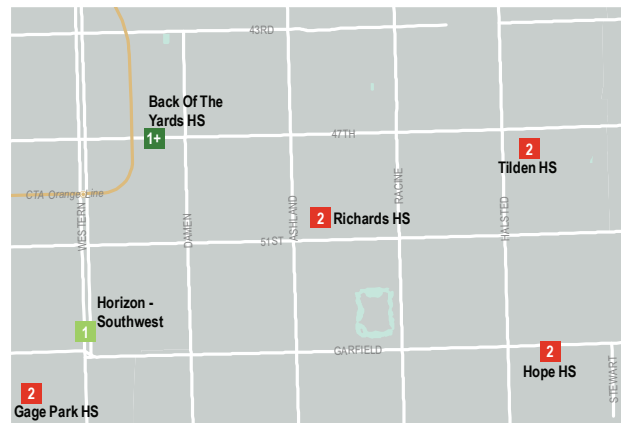 43RD
Back Of The
Yards HS
1+
47TH
2
Tilden HS
CTA Orange Line
WESTERN
DAMEN
ASHLAND
RACINE
HALSTED
2 Richards HS
51ST
Horizon -
Southwest
1
GARFIELD
2
Hope HS
STEWART
2
Gage Park HS